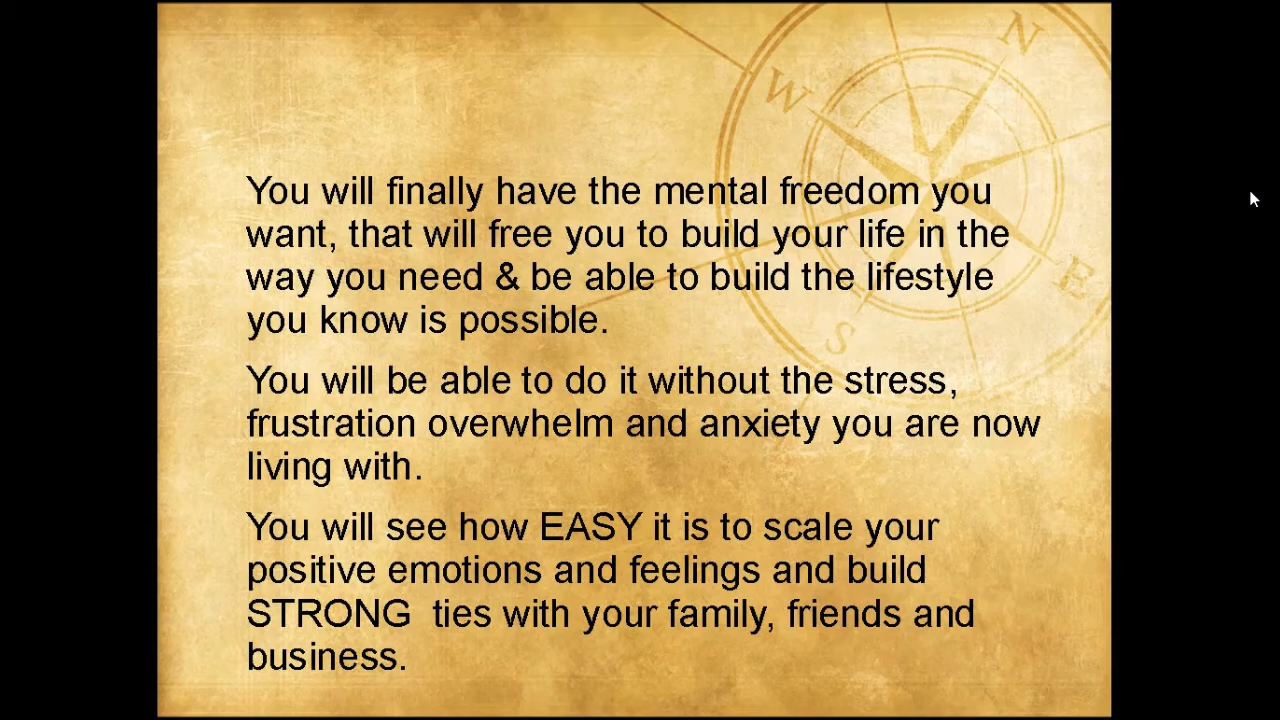 N
W
E
S
You will finally have the mental freedom you
want, that will free you to build your life in the
way you need & be able to build the lifestyle
you know is possible.
You will be able to do it without the stress,
frustration overwhelm and anxiety you are now
living with.
You will see how EASY it is to scale your
positive emotions and feelings and build
STRONG  ties with your family, friends and
business.